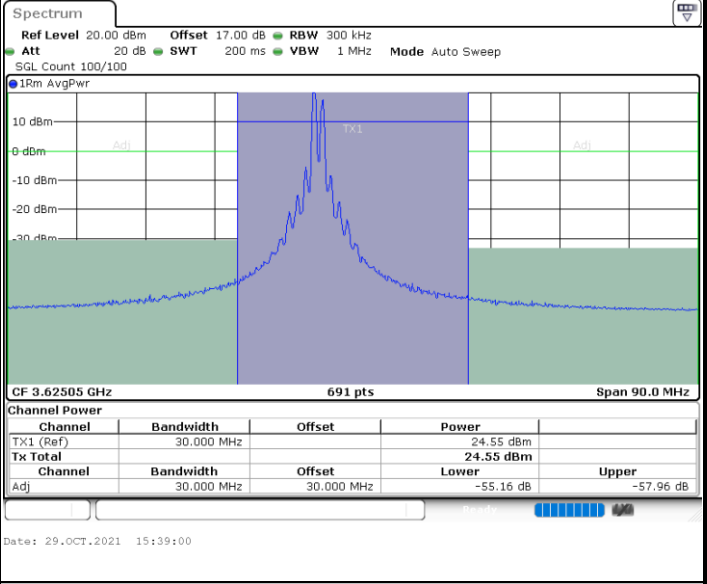 Spectrum
Ref Level 20.00 dBm Offset 17.00 dB RBW 300 kHz
Att 20 dB SWT 200 ms VBW 1 MHz Mode Auto Sweep
SGL Count 100/100
1Rm AvgPwr
10 dBm
TX1
Adj
Adj
0 dBm
-10 dBm
-20 dBm
-30 dBm
CF 3.62505 GHz 691 pts Span 90.0 MHz
Channel Power
Channel Bandwidth Offset Power
TX1 (Ref) 30.000 MHz 24.55 dBm
Tx Total 24.55 dBm
Channel Bandwidth Offset Lower Upper
Adj 30.000 MHz 30.000 MHz -55.16 dB -57.96 dB
Ready
Date: 29.OCT.2021 15:39:00